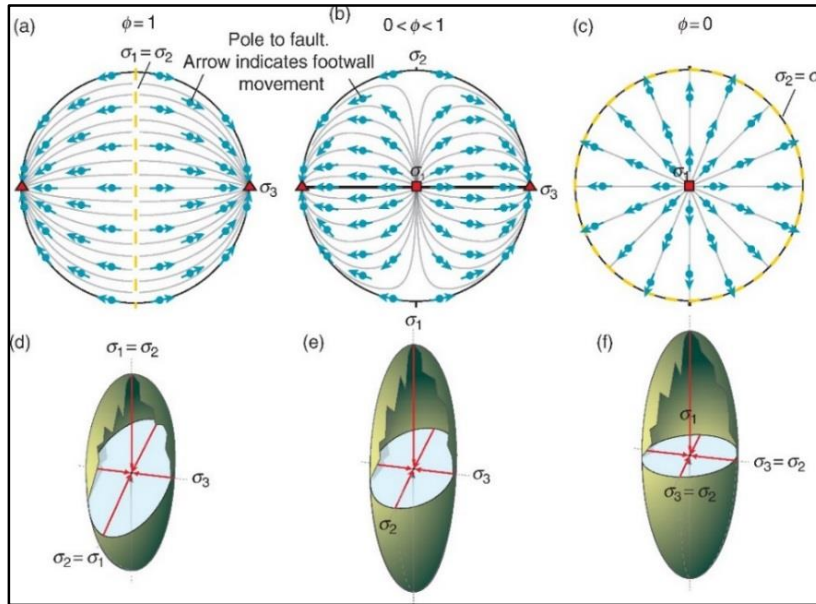 (a)
ϕ = 1
σ₁ = σ₂
Pole to fault.
Arrow indicates footwall
movement
σ₃
(b)
0 < ϕ < 1
σ₂
σ₁
σ₃
σ₁
(c)
ϕ = 0
σ₂ = σ
σ₁
(d)
σ₁ = σ₂
σ₃
σ₂ = σ₁
(e)
σ₃
σ₂
(f)
σ₁
σ₃ = σ₂
σ₃ = σ₂